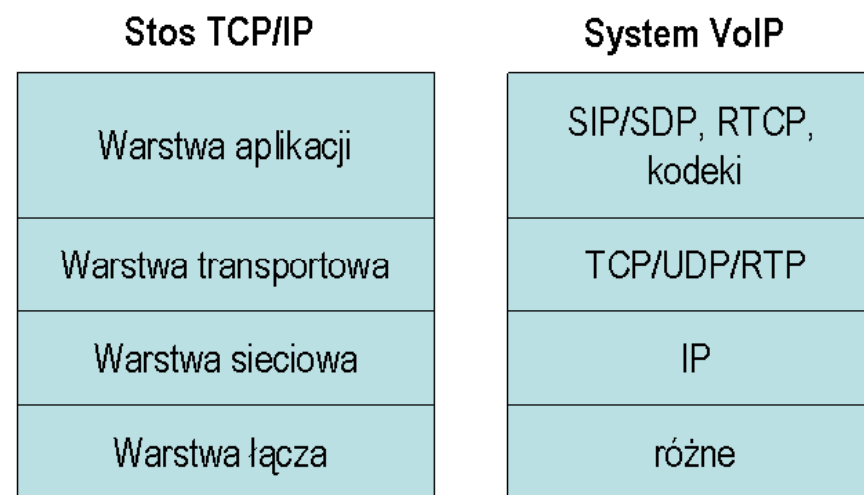 Stos TCP/IP
System VoIP
Warstwa aplikacji
SIP/SDP, RTCP,
kodeki
Warstwa transportowa
TCP/UDP/RTP
Warstwa sieciowa
IP
Warstwa łącza
różne